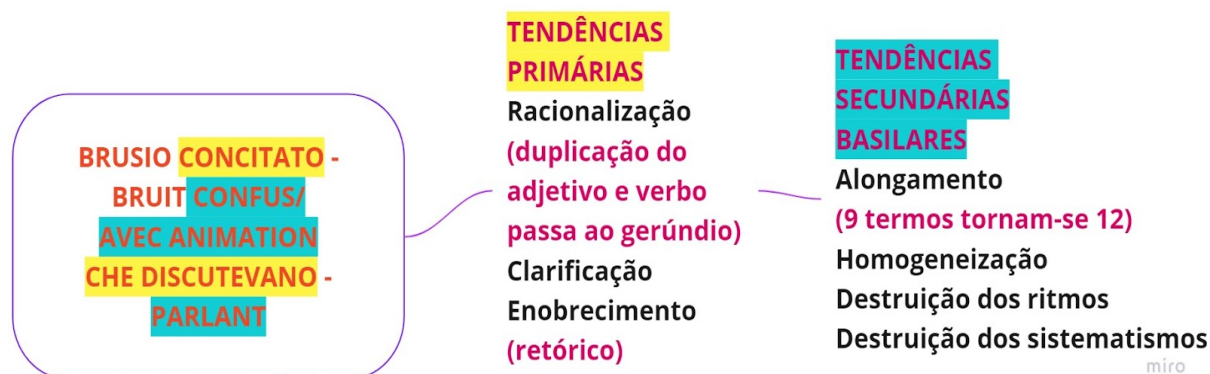 BRUSIO CONCITATO -
BRUIT CONFUS/
AVEC ANIMATION
CHE DISCUTEVANO -
PARLANT
TENDÊNCIAS
PRIMÁRIAS
Racionalização
(duplicação do
adjetivo e verbo
passa ao gerúndio)
Clarificação
Enobrecimento
(retórico)
TENDÊNCIAS
SECUNDÁRIAS
BASILARES
Alongamento
(9 termos tornam-se 12)
Homogeneização
Destruição dos ritmos
Destruição dos sistematismos
miro